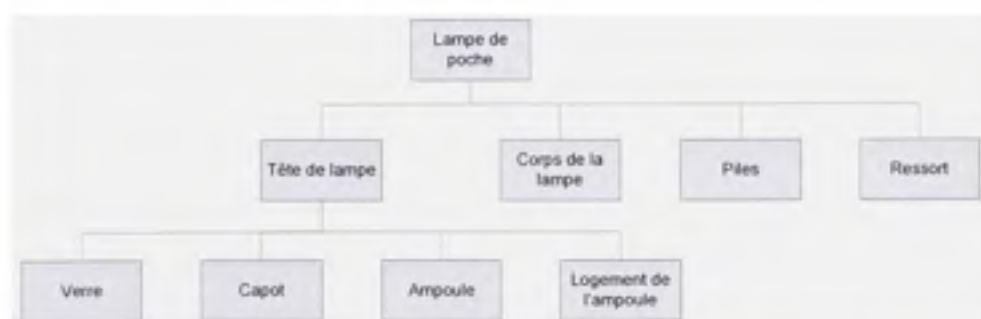 Lampe de
poche
Tête de lampe
Corps de la
lampe
Piles
Ressort
Verre
Capot
Ampoule
Logement de
l'ampoule